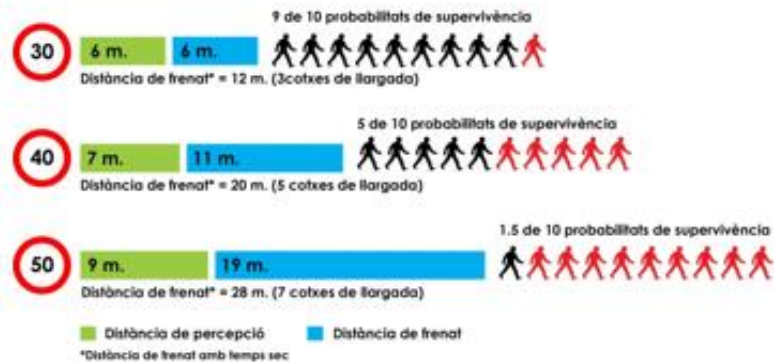 9 de 10 probabilitats de supervivència
30 6 m. 6 m.
Distància de frenat* = 12 m. (3cotxes de llargada)
5 de 10 probabilitats de supervivència
40 7 m. 11 m.
Distància de frenat* = 20 m. (5 cotxes de llargada)
1.5 de 10 probabilitats de supervivència
50 9 m. 19 m.
Distància de frenat* = 28 m. (7 cotxes de llargada)
Distància de percepció Distància de frenat
*Distància de frenat amb temps sec